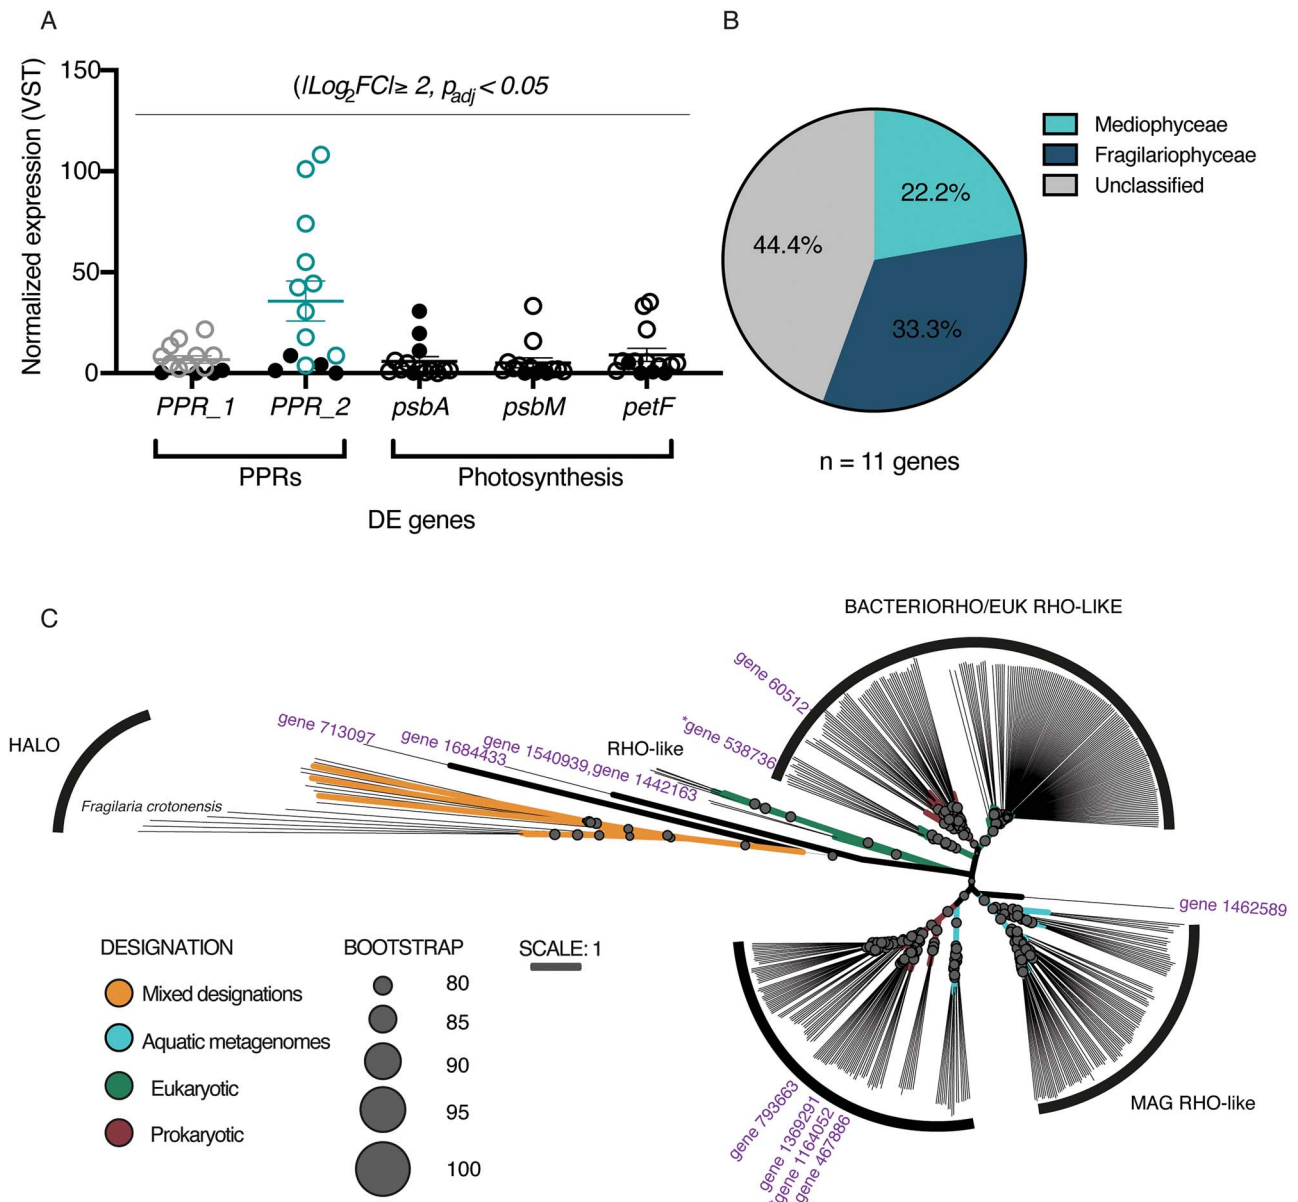 A
Normalized expression (VST)
150
100
50
0
(|Log2FC|≥ 2, padj < 0.05
PPR_1
PPR_2
psbA
psbM
petF
PPRs
Photosynthesis
DE genes
B
22.2%
33.3%
44.4%
Mediophyceae
Fragilariophyceae
Unclassified
n = 11 genes
C
BACTERIORHO/EUK RHO-LIKE
gene 60512
*gene 538736
RHO-like
gene 1540939,gene 1442163
gene 1684433
gene 713097
HALO
Fragilaria crotonensis
gene 1462589
MAG RHO-like
gene 793663
gene 1369291
*gene 1164052
gene 467886
DESIGNATION
Mixed designations
Aquatic metagenomes
Eukaryotic
Prokaryotic
BOOTSTRAP
80
85
90
95
100
SCALE: 1